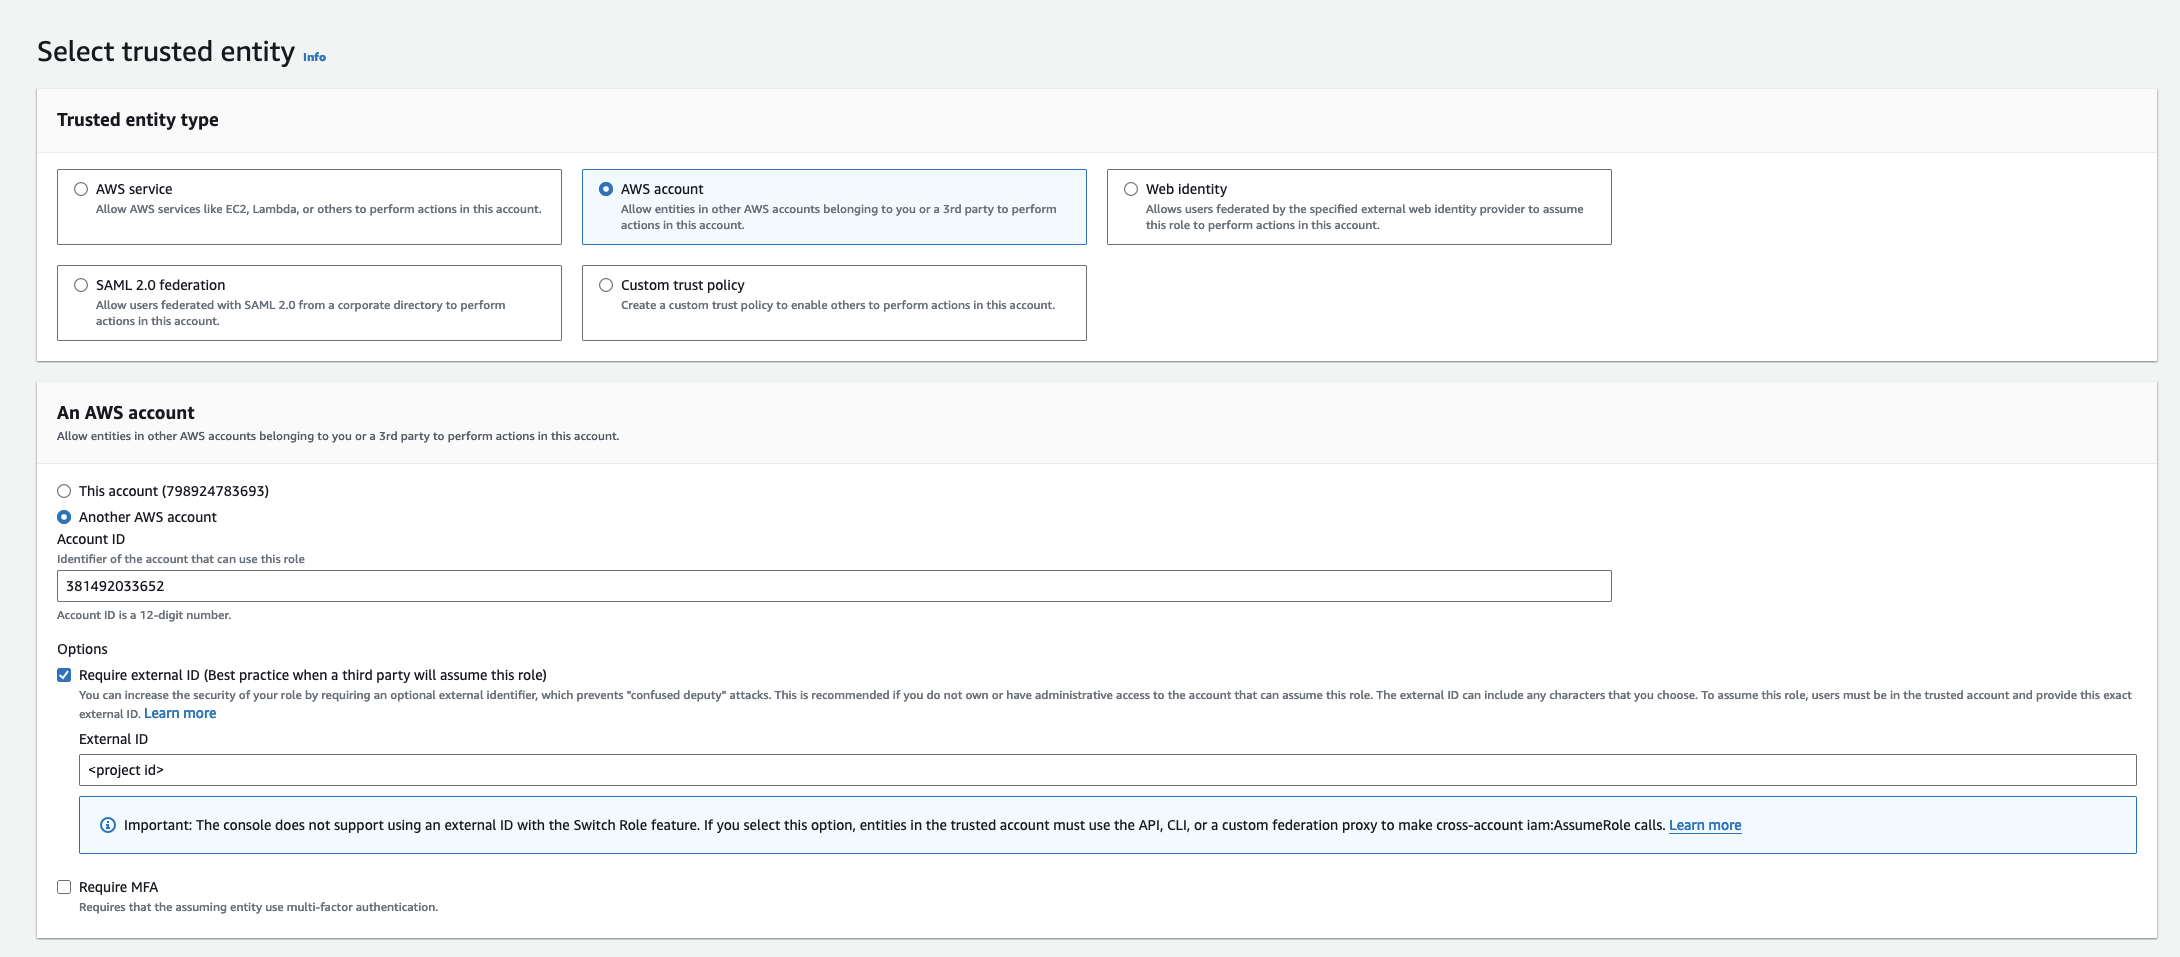 Select trusted entity Info
Trusted entity type
AWS service
Allow AWS services like EC2, Lambda, or others to perform actions in this account.
AWS account
Allow entities in other AWS accounts belonging to you or a 3rd party to perform
actions in this account.
Web identity
Allows users federated by the specified external web identity provider to assume
this role to perform actions in this account.
SAML 2.0 federation
Allow users federated with SAML 2.0 from a corporate directory to perform
actions in this account.
Custom trust policy
Create a custom trust policy to enable others to perform actions in this account.
An AWS account
Allow entities in other AWS accounts belonging to you or a 3rd party to perform actions in this account.
This account (798924783693)
Another AWS account
Account ID
Identifier of the account that can use this role
381492033652
Account ID is a 12-digit number.
Options
Require external ID (Best practice when a third party will assume this role)
You can increase the security of your role by requiring an optional external identifier, which prevents "confused deputy" attacks. This is recommended if you do not own or have administrative access to the account that can assume this role. The external ID can include any characters that you choose. To assume this role, users must be in the trusted account and provide this exact
external ID. Learn more
External ID
<project id>
Important: The console does not support using an external ID with the Switch Role feature. If you select this option, entities in the trusted account must use the API, CLI, or a custom federation proxy to make cross-account iam:AssumeRole calls. Learn more
Require MFA
Requires that the assuming entity use multi-factor authentication.